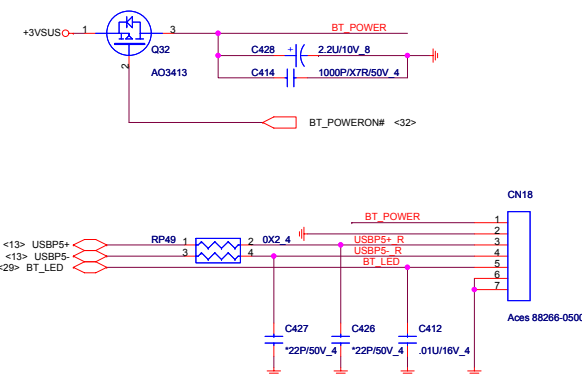 BT_POWER
+3VSUS 1 3
Q32 C428 + 2.2U/10V_8
2 AO3413 C414 1000P/X7R/50V_4
BT_POWERON# <32>
CN18
BT_POWER 1
2
<13> USBP5+ RP49 1 2 0X2_4 USBP5+_R 3
<13> USBP5- 3 4 USBP5-_R 4
<29> BT_LED BT_LED 5
6
7
Aces 88266-0500
C427 C426 C412
*22P/50V_4 *22P/50V_4 .01U/16V_4